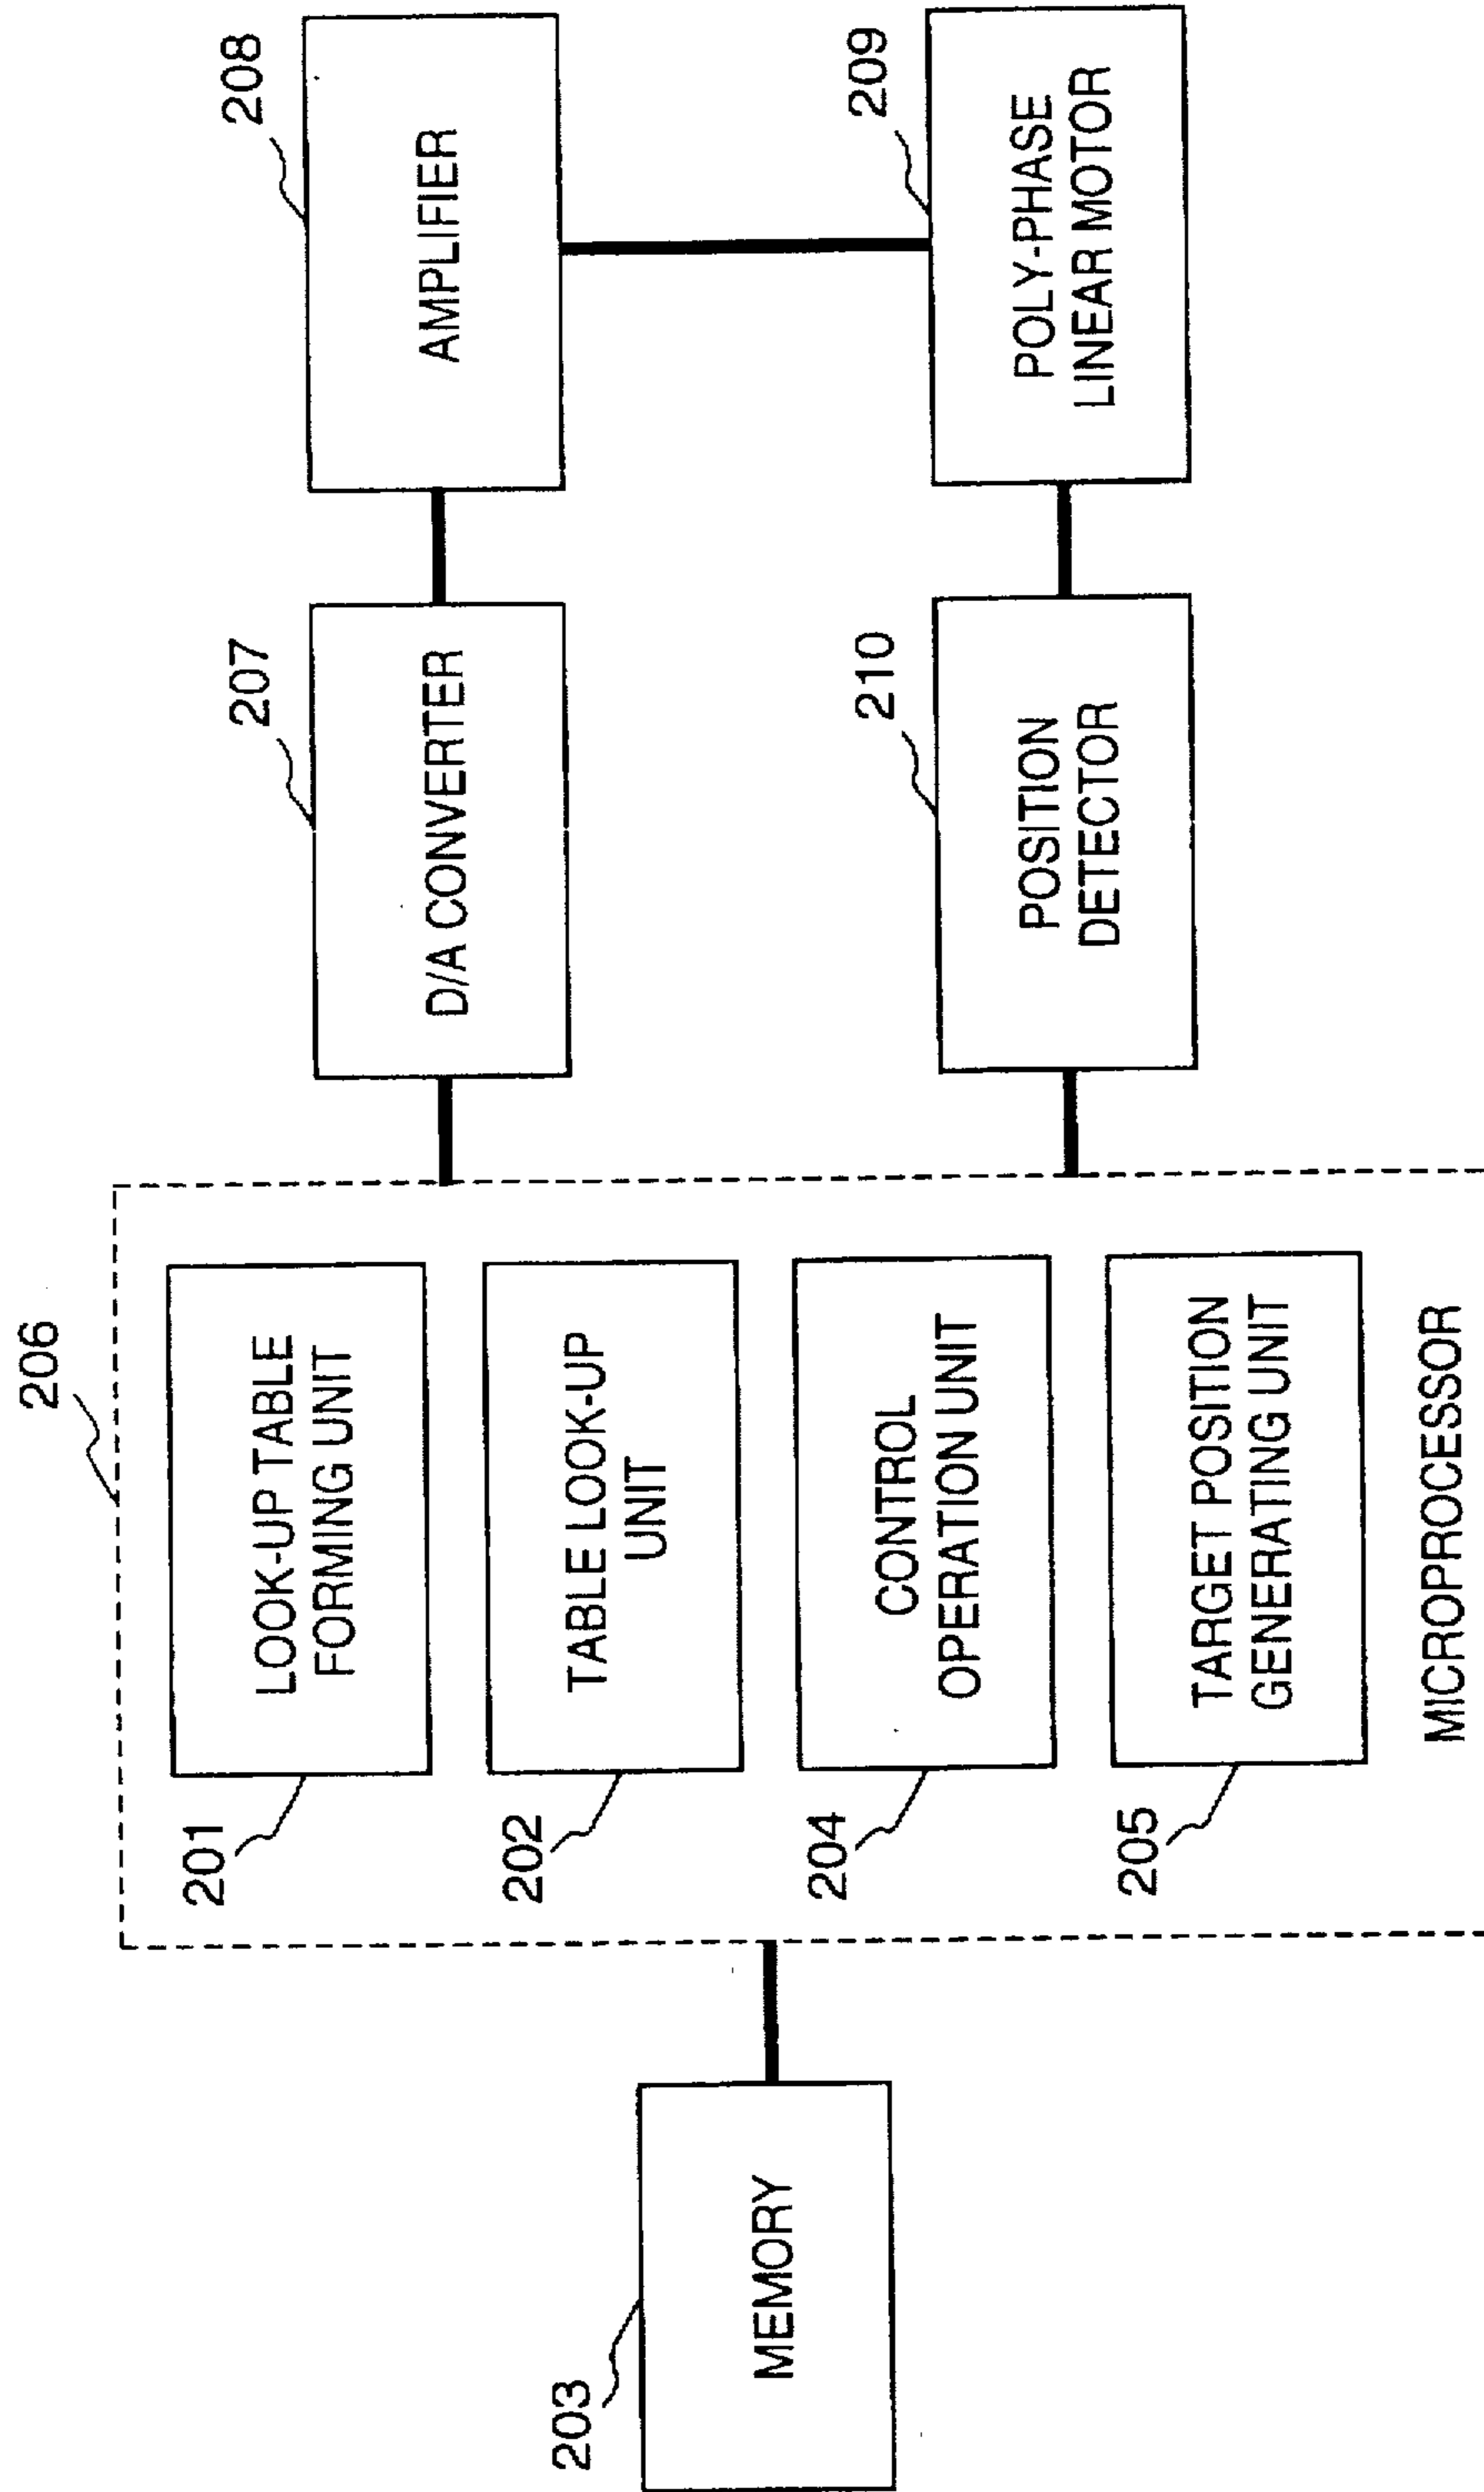 206
203
MEMORY
201
LOOK-UP TABLE
FORMING UNIT
202
TABLE LOOK-UP
UNIT
204
CONTROL
OPERATION UNIT
205
TARGET POSITION
GENERATING UNIT
MICROPROCESSOR
207
D/A CONVERTER
208
AMPLIFIER
210
POSITION
DETECTOR
209
POLY-PHASE
LINEAR MOTOR